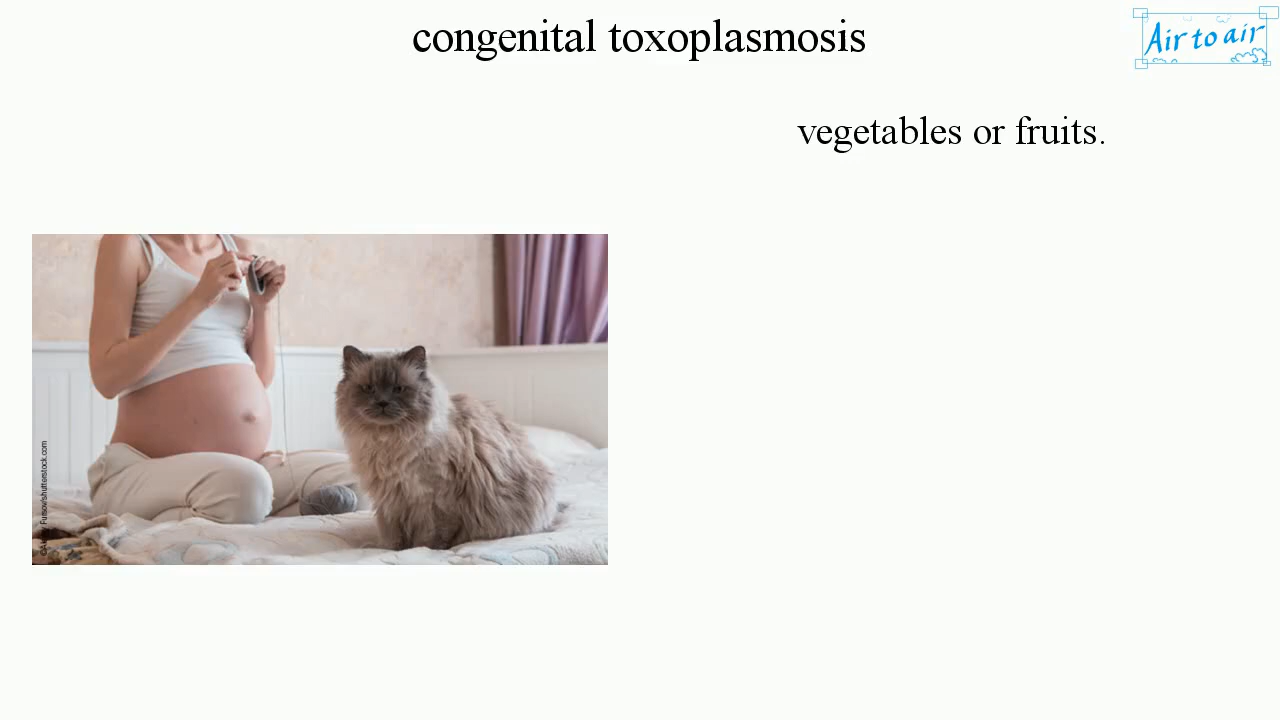 congenital toxoplasmosis
Air to air
vegetables or fruits.